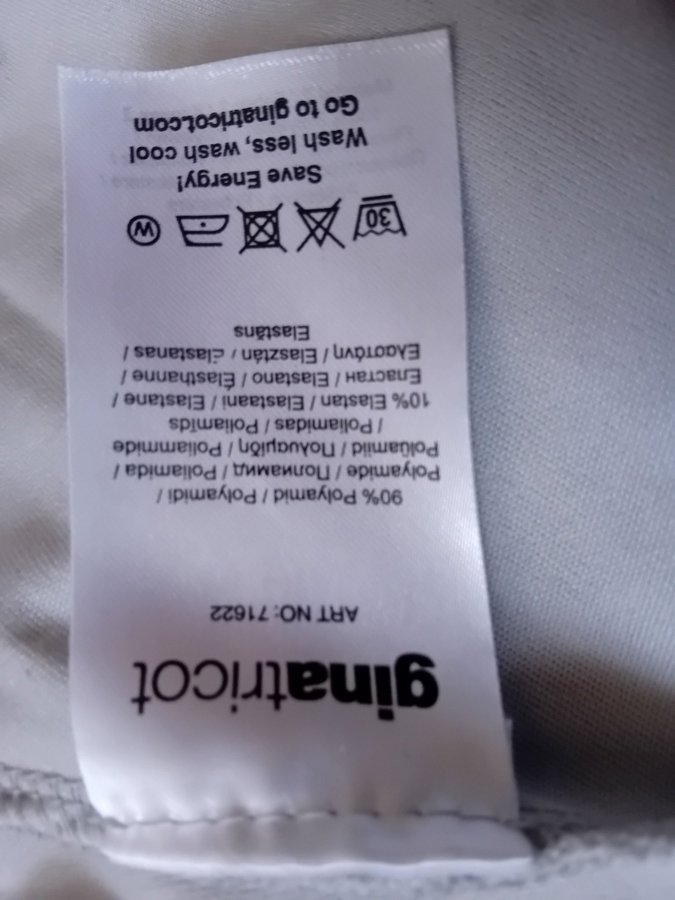 ginatricot
ART NO: 71622
90% Polyamid / Polyamidi /
Polyamide / Полиамид / Poliamida /
Poliamid / Πολυαμίδη / Poliammide
/ Poliamidas / Poliamīds
10% Elastan / Elastaani / Elastane /
Еластан / Elastano / Élasthanne /
Ελαστάνη / Elasztán / Elastanas /
Elastāns
30
W
Save Energy!
Wash less, wash cool
Go to ginatricot.com